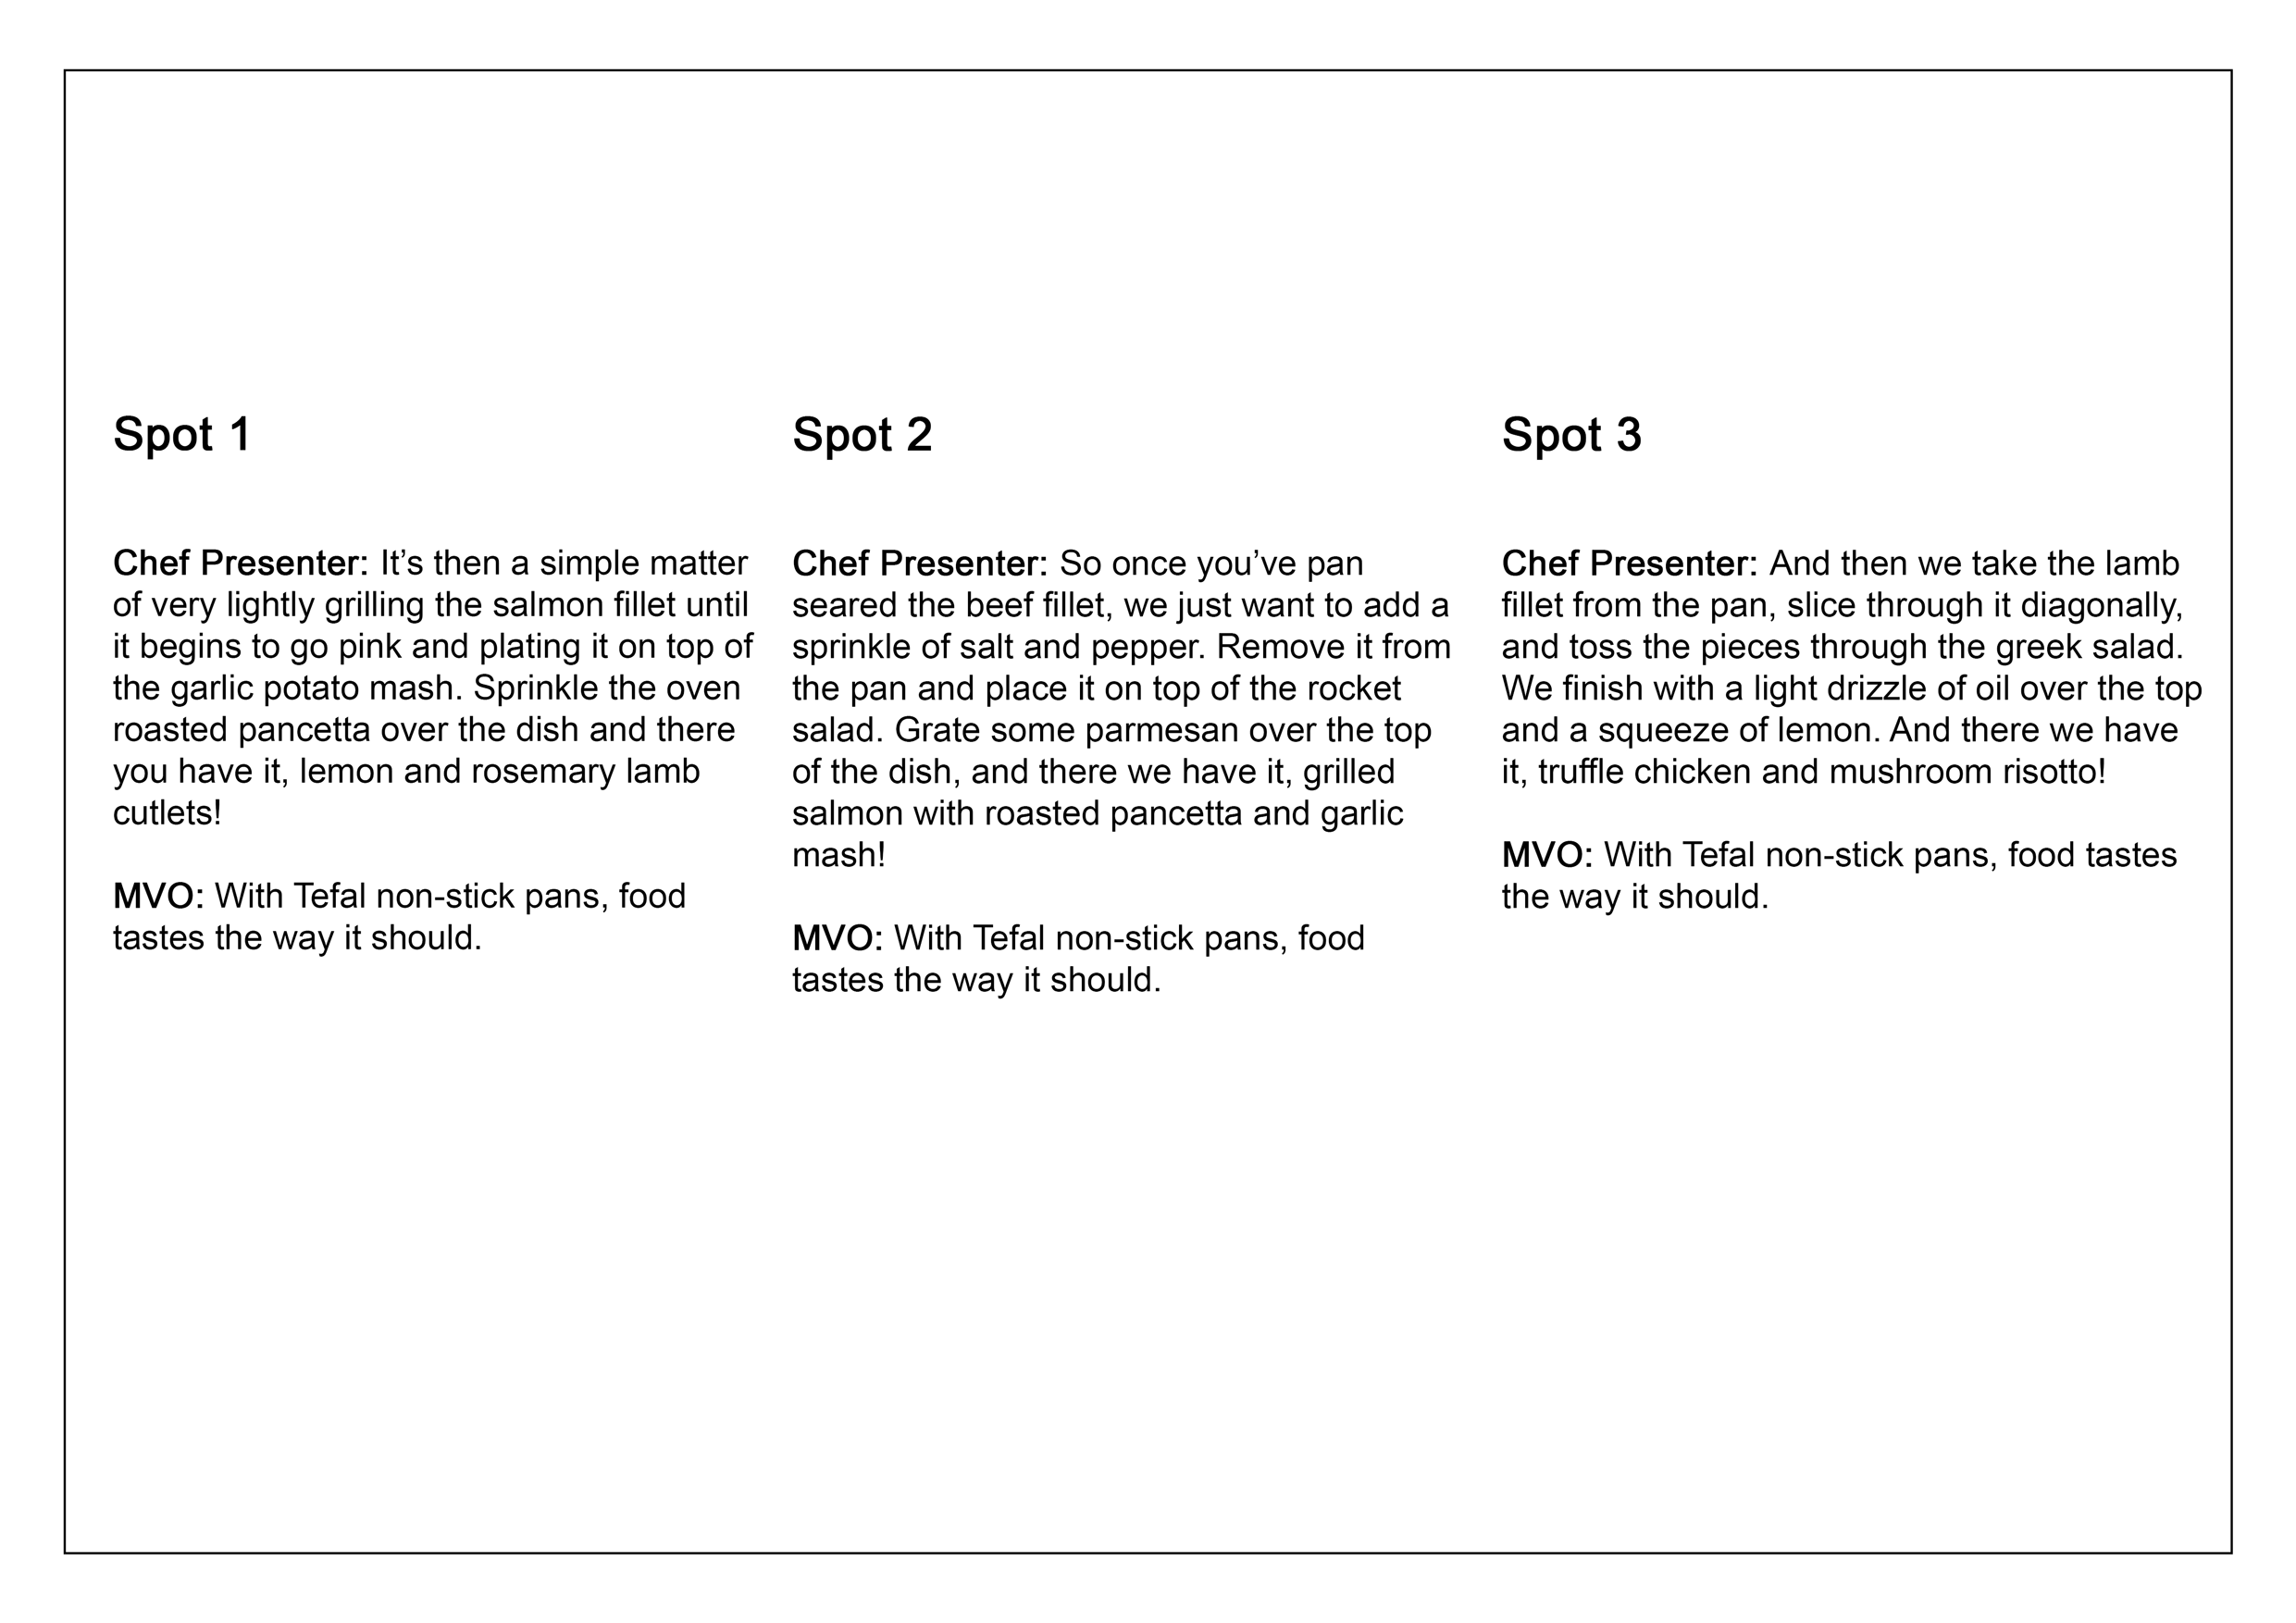 Spot 1
Chef Presenter: It's then a simple matter
of very lightly grilling the salmon fillet until
it begins to go pink and plating it on top of
the garlic potato mash. Sprinkle the oven
roasted pancetta over the dish and there
you have it, lemon and rosemary lamb
cutlets!
MVO: With Tefal non-stick pans, food
tastes the way it should.
Spot 2
Chef Presenter: So once you’ve pan
seared the beef fillet, we just want to add a
sprinkle of salt and pepper. Remove it from
the pan and place it on top of the rocket
salad. Grate some parmesan over the top
of the dish, and there we have it, grilled
salmon with roasted pancetta and garlic
mash!
MVO: With Tefal non-stick pans, food
tastes the way it should.
Spot 3
Chef Presenter: And then we take the lamb
fillet from the pan, slice through it diagonally,
and toss the pieces through the greek salad.
We finish with a light drizzle of oil over the top
and a squeeze of lemon. And there we have
it, truffle chicken and mushroom risotto!
MVO: With Tefal non-stick pans, food tastes
the way it should.